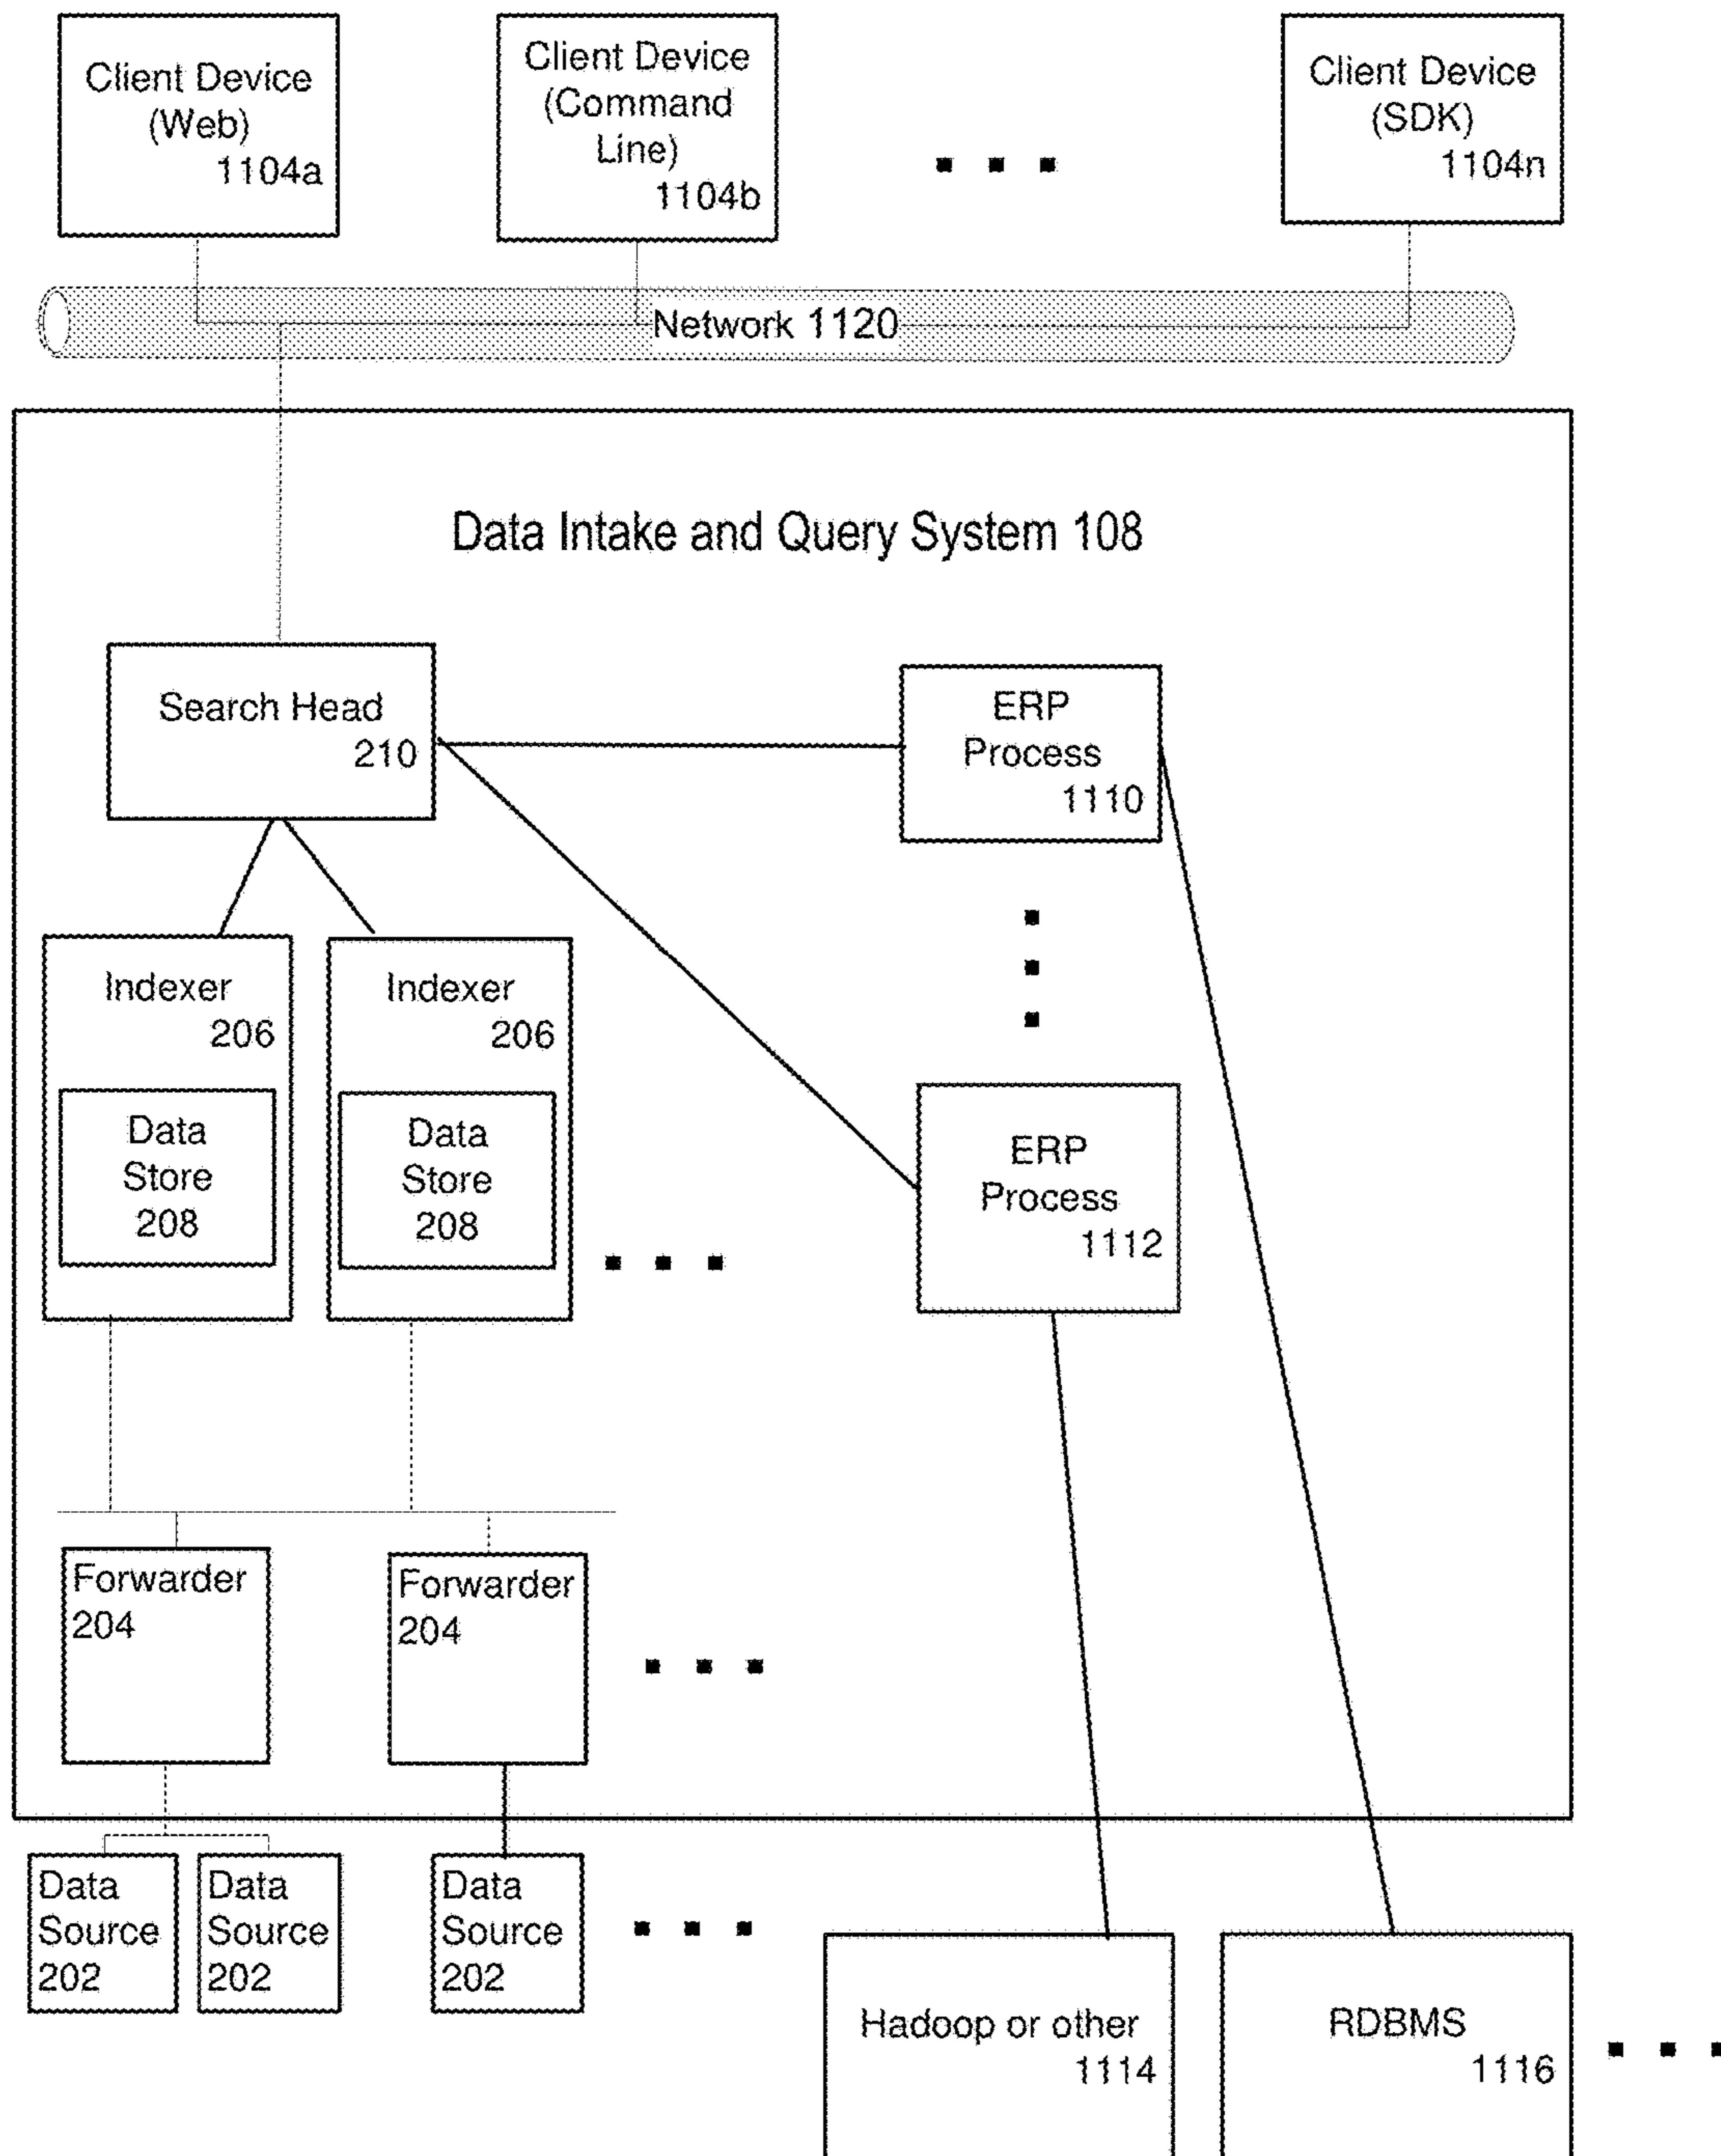 Client Device
(Web)
1104a
Client Device
(Command
Line)
1104b
Client Device
(SDK)
1104n
Network 1120
Data Intake and Query System 108
Search Head
210
ERP
Process
1110
Indexer
206
Data
Store
208
Indexer
206
Data
Store
208
ERP
Process
1112
Forwarder
204
Forwarder
204
Data
Source
202
Data
Source
202
Data
Source
202
Hadoop or other
1114
RDBMS
1116